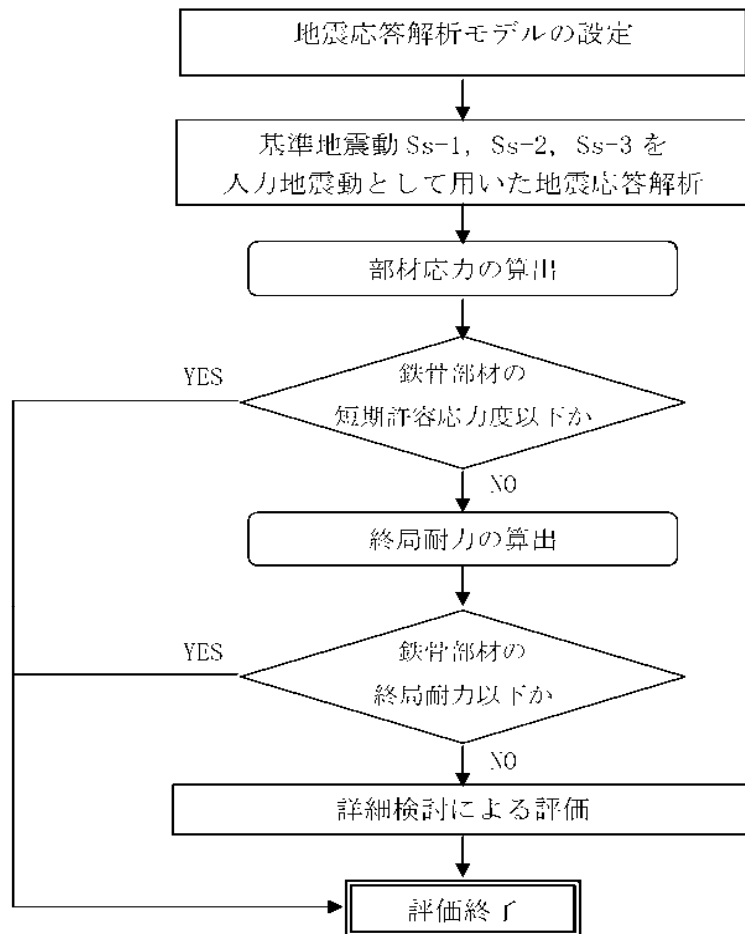 地震応答解析モデルの設定
基準地震動 Ss-1, Ss-2, Ss-3 を
入力地震動として用いた地震応答解析
部材応力の算出
YES
鉄骨部材の
短期許容応力度以下か
NO
終局耐力の算出
YES
鉄骨部材の
終局耐力以下か
NO
詳細検討による評価
評価終了